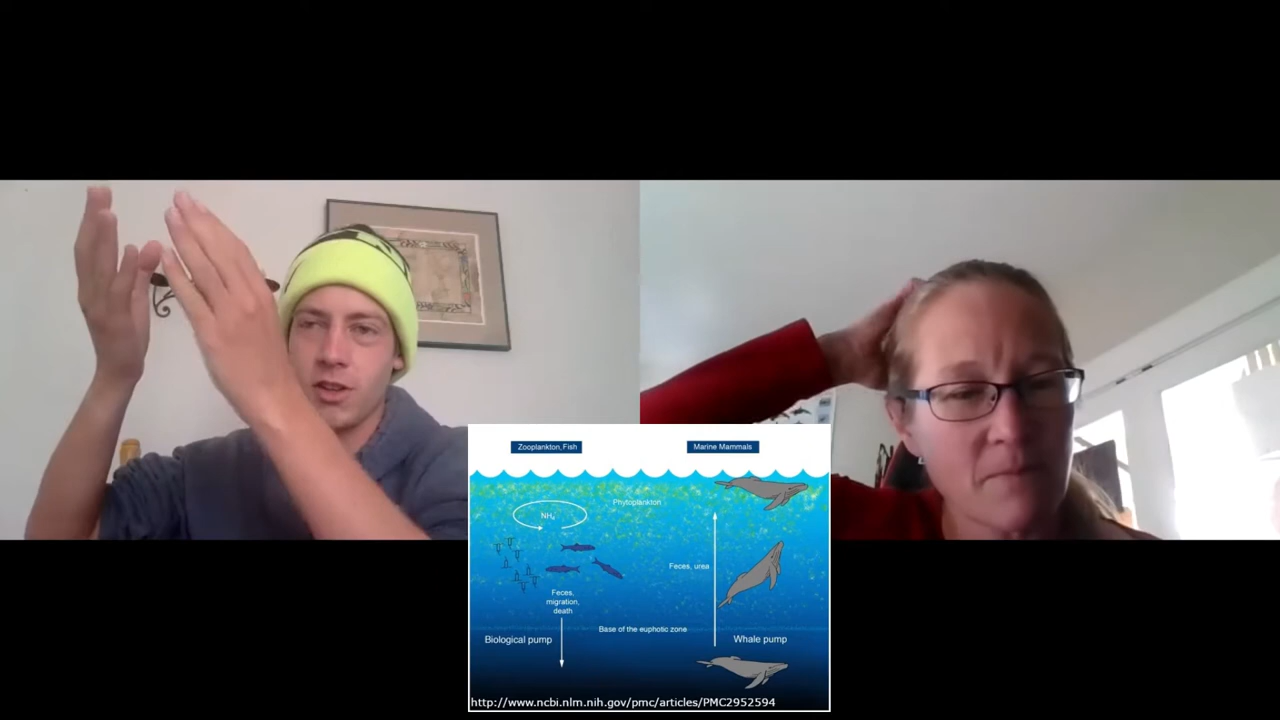 Zooplankton, Fish
Marine Mammals
Phytoplankton
NH₄⁺
Feces, urea
Feces,
migration,
death
Base of the euphotic zone
Biological pump
Whale pump
http://www.ncbi.nlm.nih.gov/pmc/articles/PMC2952594